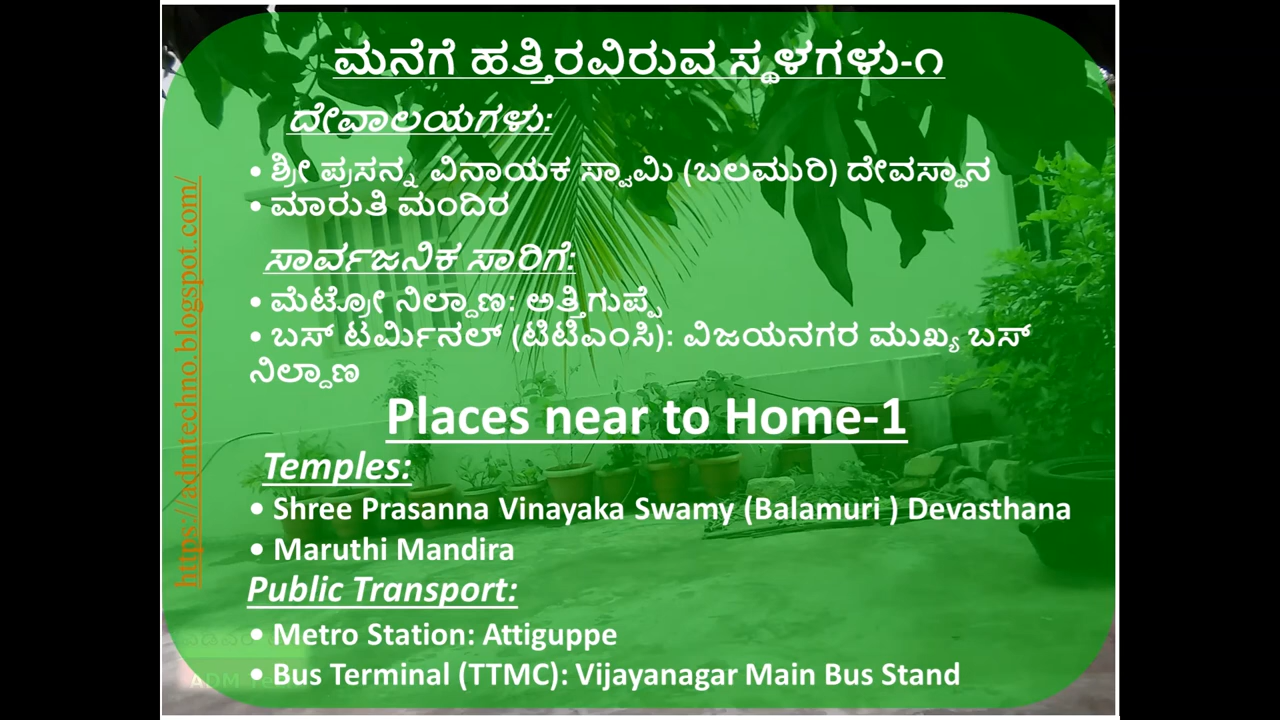 ಮನೆಗೆ ಹತ್ತಿರವಿರುವ ಸ್ಥಳಗಳು-೧
ದೇವಾಲಯಗಳು:
• ಶ್ರೀ ಪ್ರಸನ್ನ ವಿನಾಯಕ ಸ್ವಾಮಿ (ಬಲಮುರಿ) ದೇವಸ್ಥಾನ
• ಮಾರುತಿ ಮಂದಿರ
ಸಾರ್ವಜನಿಕ ಸಾರಿಗೆ:
• ಮೆಟ್ರೋ ನಿಲ್ದಾಣ: ಅತ್ತಿಗುಪ್ಪೆ
• ಬಸ್ ಟರ್ಮಿನಲ್ (ಟಿಟಿಎಂಸಿ): ವಿಜಯನಗರ ಮುಖ್ಯ ಬಸ್
ನಿಲ್ದಾಣ
Places near to Home-1
Temples:
• Shree Prasanna Vinayaka Swamy (Balamuri ) Devasthana
• Maruthi Mandira
Public Transport:
• Metro Station: Attiguppe
• Bus Terminal (TTMC): Vijayanagar Main Bus Stand
https://admtechno.blogspot.com/
ADM